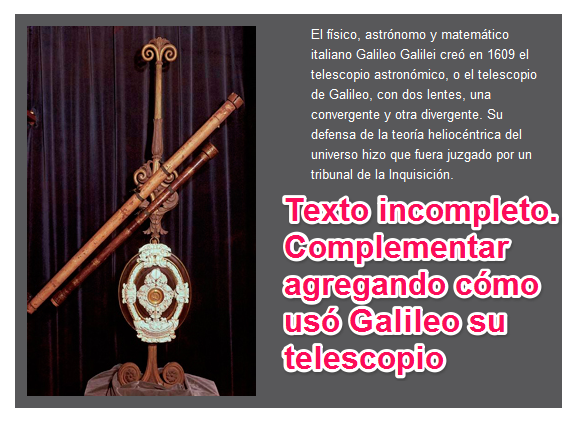 El físico, astrónomo y matemático
italiano Galileo Galilei creó en 1609 el
telescopio astronómico, o el telescopio
de Galileo, con dos lentes, una
convergente y otra divergente. Su
defensa de la teoría heliocéntrica del
universo hizo que fuera juzgado por un
tribunal de la Inquisición.
Texto incompleto.
Complementar
agregando cómo
usó Galileo su
telescopio